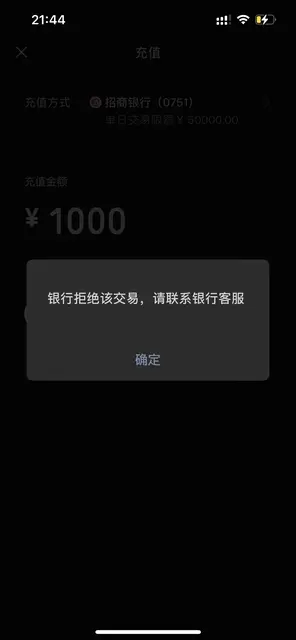 21:44
充值
充值方式 招商银行（0751）
单日交易限额 ¥ 50000.00
充值金额
¥ 1000
银行拒绝该交易，请联系银行客服
确定